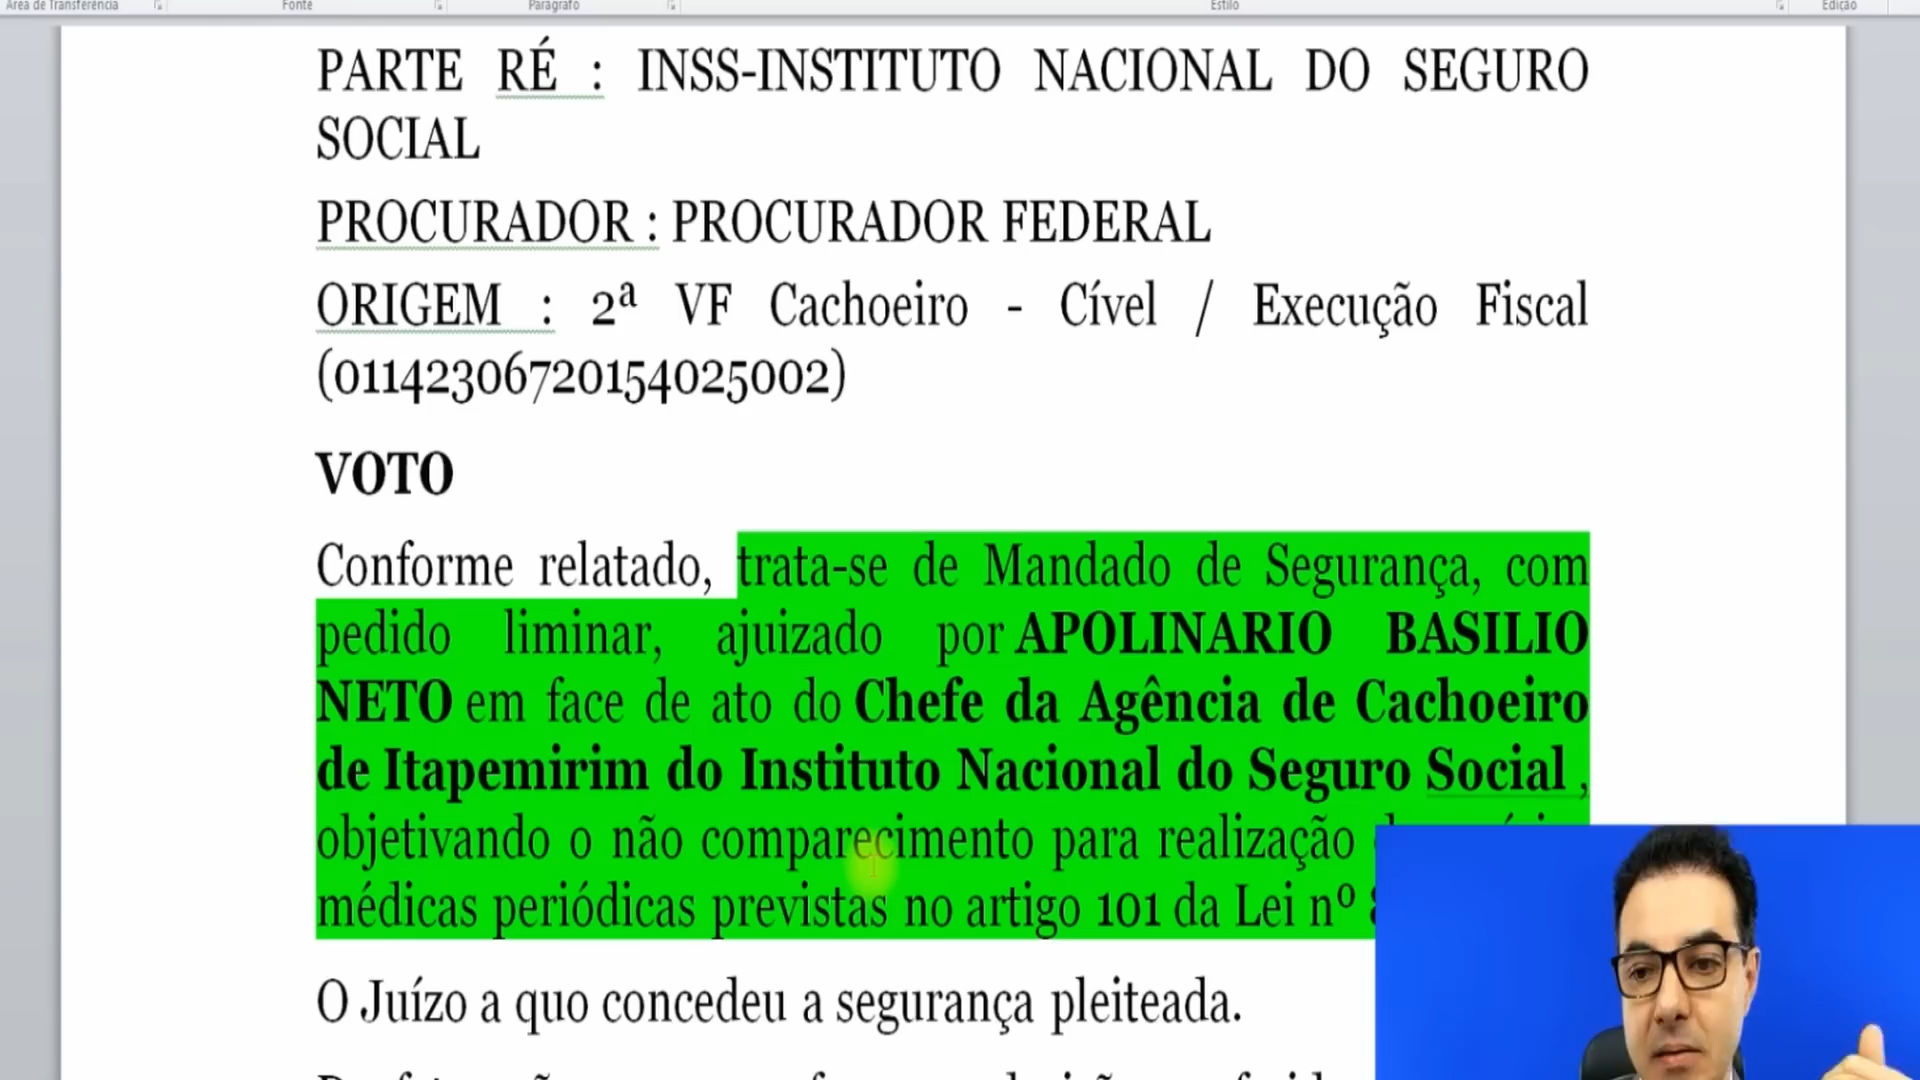 Área de Transferência Fonte Parágrafo Estilo Edição
PARTE RÉ : INSS-INSTITUTO NACIONAL DO SEGURO
SOCIAL
PROCURADOR : PROCURADOR FEDERAL
ORIGEM : 2ª VF Cachoeiro - Cível / Execução Fiscal
(01142306720154025002)
VOTO
Conforme relatado, trata-se de Mandado de Segurança, com
pedido liminar, ajuizado por APOLINARIO BASILIO
NETO em face de ato do Chefe da Agência de Cachoeiro
de Itapemirim do Instituto Nacional do Seguro Social ,
objetivando o não comparecimento para realização
médicas periódicas previstas no artigo 101 da Lei nº
O Juízo a quo concedeu a segurança pleiteada.